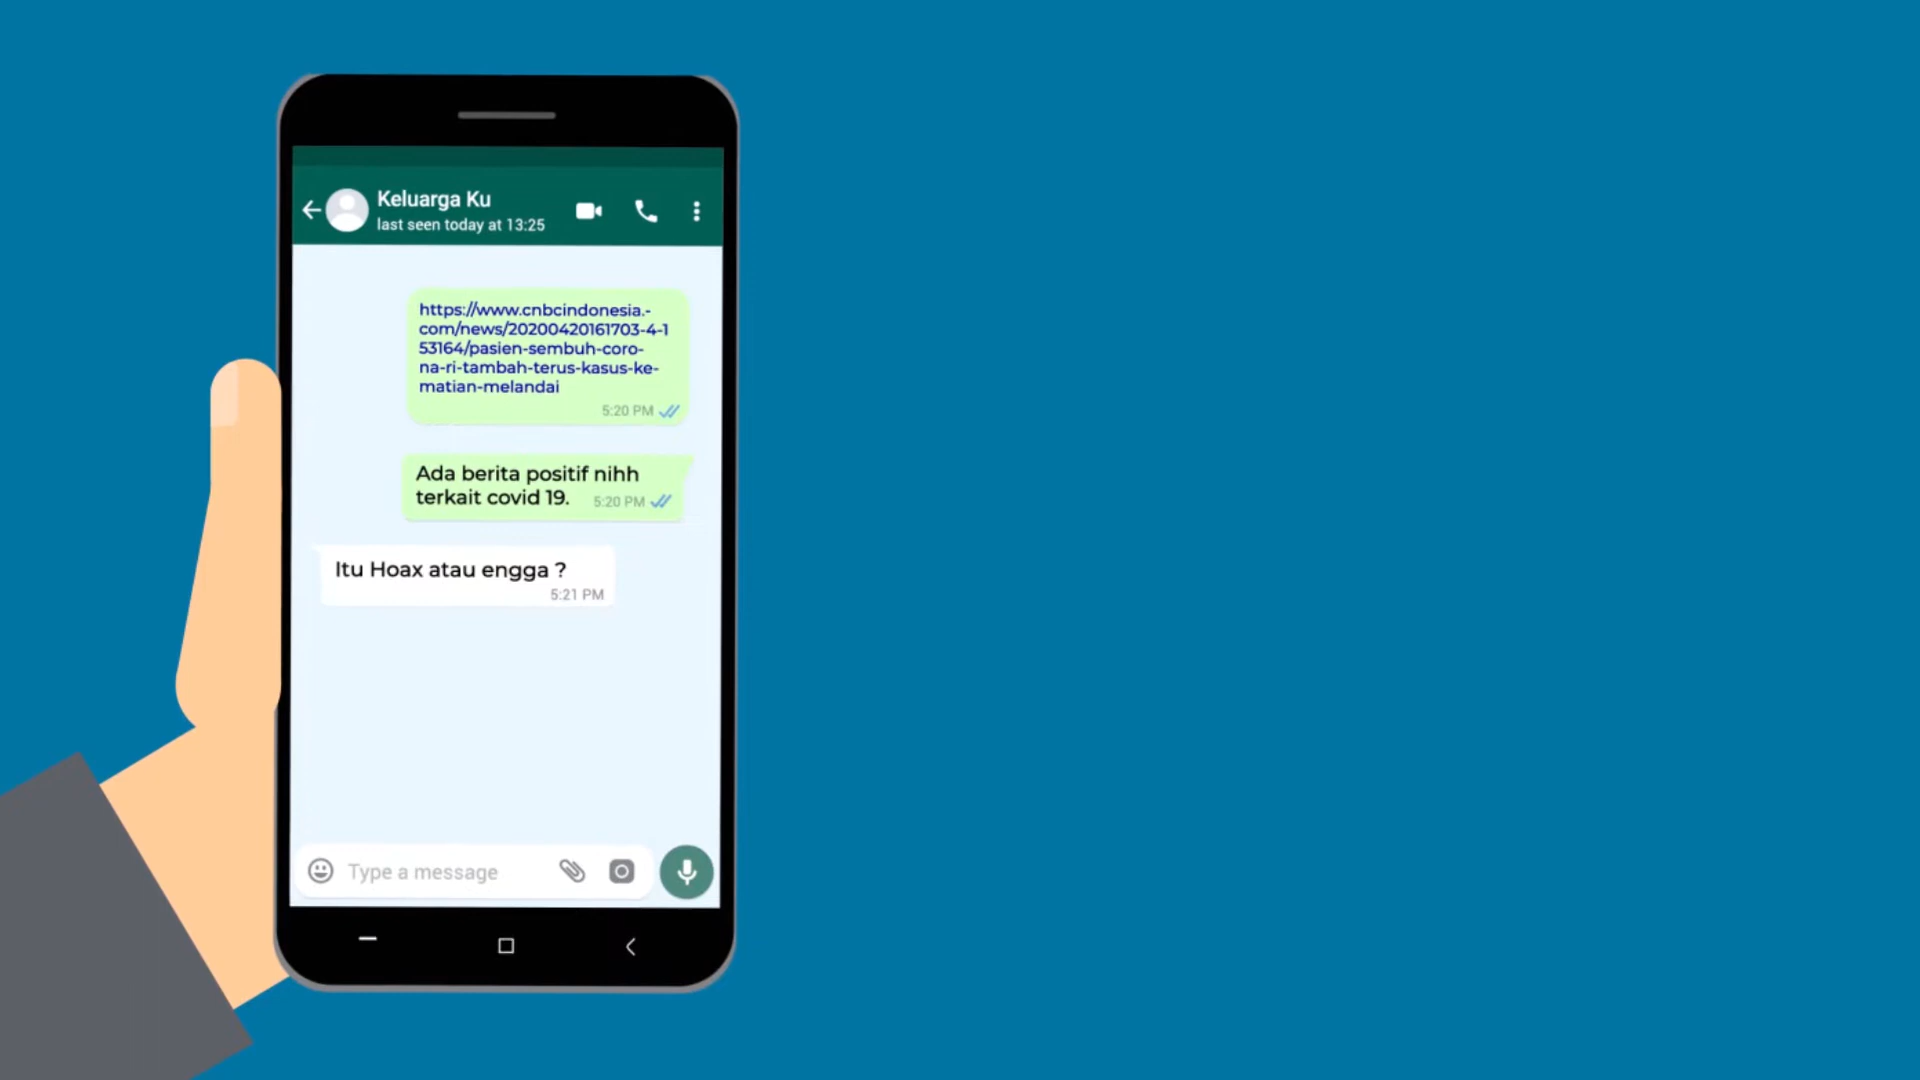 Keluarga Ku
last seen today at 13:25
https://www.cnbcindonesia.-
com/news/20200420161703-4-1
53164/pasien-sembuh-coro-
na-ri-tambah-terus-kasus-ke-
matian-melandai
5:20 PM
Ada berita positif nihh
terkait covid 19. 5:20 PM
Itu Hoax atau engga ?
5:21 PM
Type a message